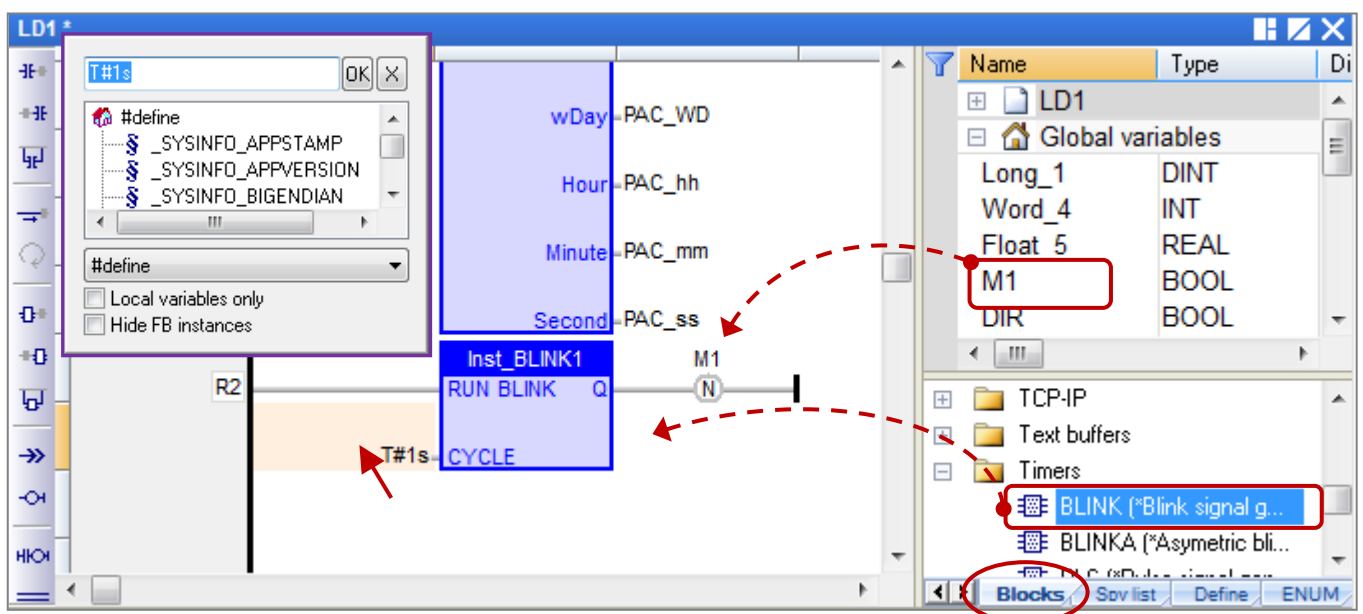 LD1 *
T#1s
OK
X
#define
_SYSINFO_APPSTAMP
_SYSINFO_APPVERSION
_SYSINFO_BIGENDIAN
#define
Local variables only
Hide FB instances
wDay
PAC_WD
Hour
PAC_hh
Minute
PAC_mm
Second
PAC_ss
R2
Inst_BLINK1
RUN BLINK Q
CYCLE
T#1s
M1
N
Name Type Di
LD1
Global variables
Long_1 DINT
Word_4 INT
Float_5 REAL
M1 BOOL
DIR BOOL
TCP-IP
Text buffers
Timers
BLINK (*Blink signal g...
BLINKA (*Asymetric bli...
Blocks Spy list Define ENUM